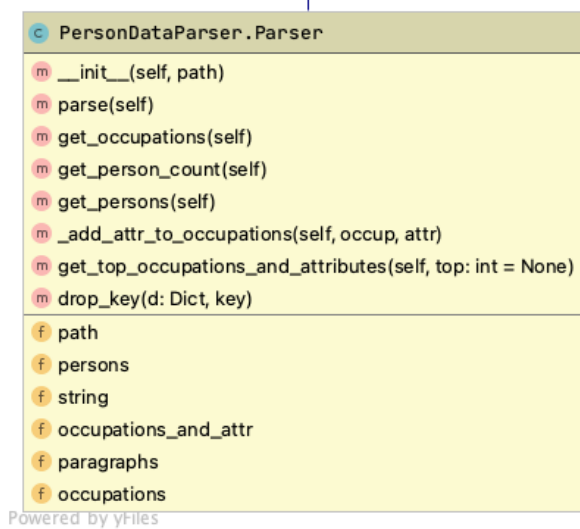 C PersonDataParser.Parser
m __init__(self, path)
m parse(self)
m get_occupations(self)
m get_person_count(self)
m get_persons(self)
m _add_attr_to_occupations(self, occup, attr)
m get_top_occupations_and_attributes(self, top: int = None)
m drop_key(d: Dict, key)
f path
f persons
f string
f occupations_and_attr
f paragraphs
f occupations
Powered by yFiles